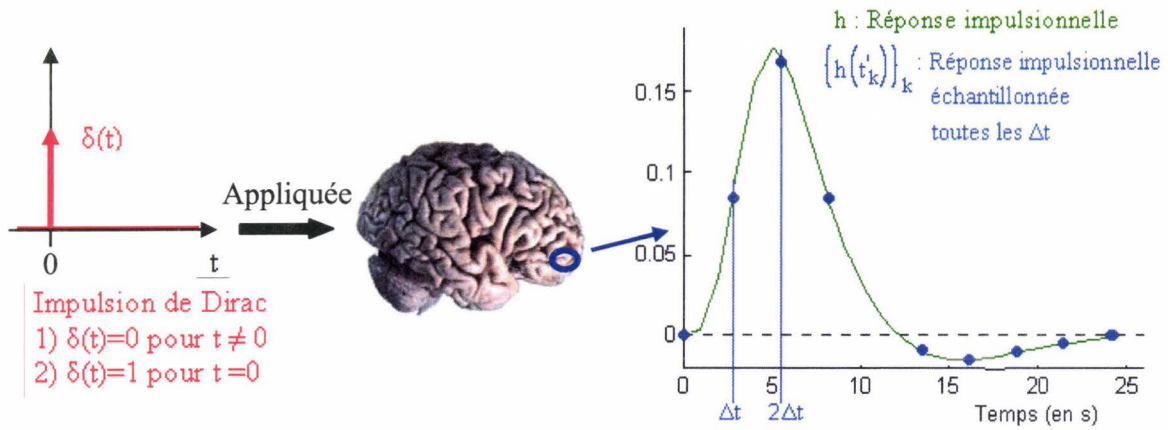 δ(t)
0
t
Impulsion de Dirac
1) δ(t)=0 pour t ≠ 0
2) δ(t)=1 pour t =0
Appliquée
h : Réponse impulsionnelle
{h(t'k)}k : Réponse impulsionnelle
échantillonnée
toutes les Δt
0.15
0.1
0.05
0
0 5 10 15 20 25
Δt 2Δt
Temps (en s)